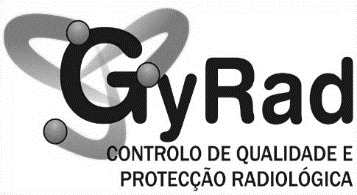 GyRad
CONTROLO DE QUALIDADE E
PROTECÇÃO RADIOLÓGICA